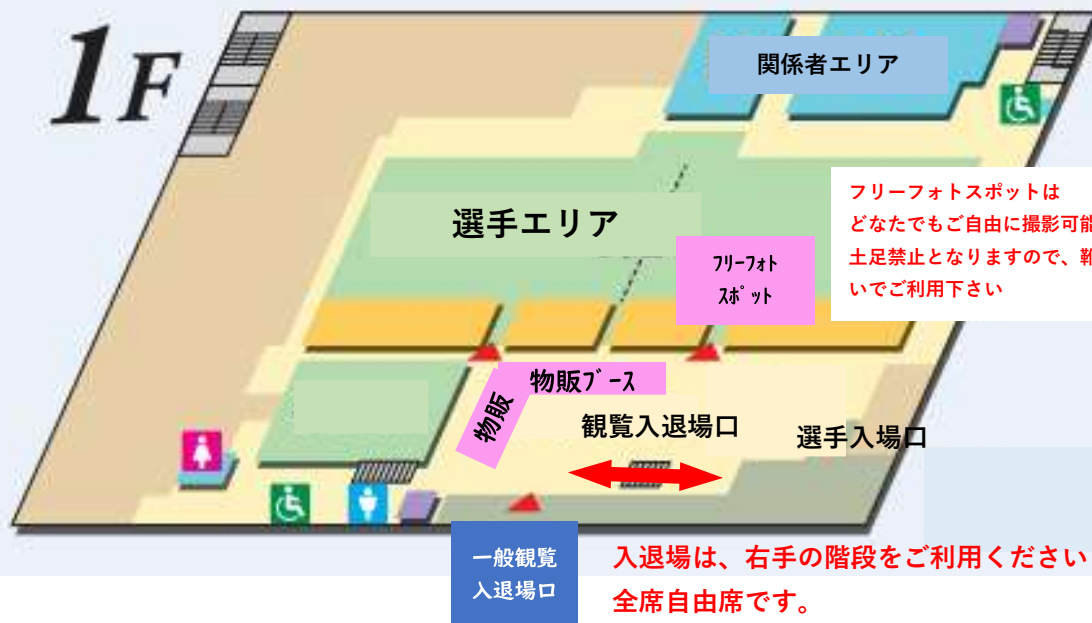 1F
関係者エリア
選手エリア
フリーフォトスポットは
どなたでもご自由に撮影可能
土足禁止となりますので、靴
いでご利用下さい
ﾌﾘｰﾌｫﾄ
ｽﾎﾟｯﾄ
物販ﾌﾞｰｽ
物販
観覧入退場口
選手入場口
一般観覧
入退場口
入退場は、右手の階段をご利用ください
全席自由席です。